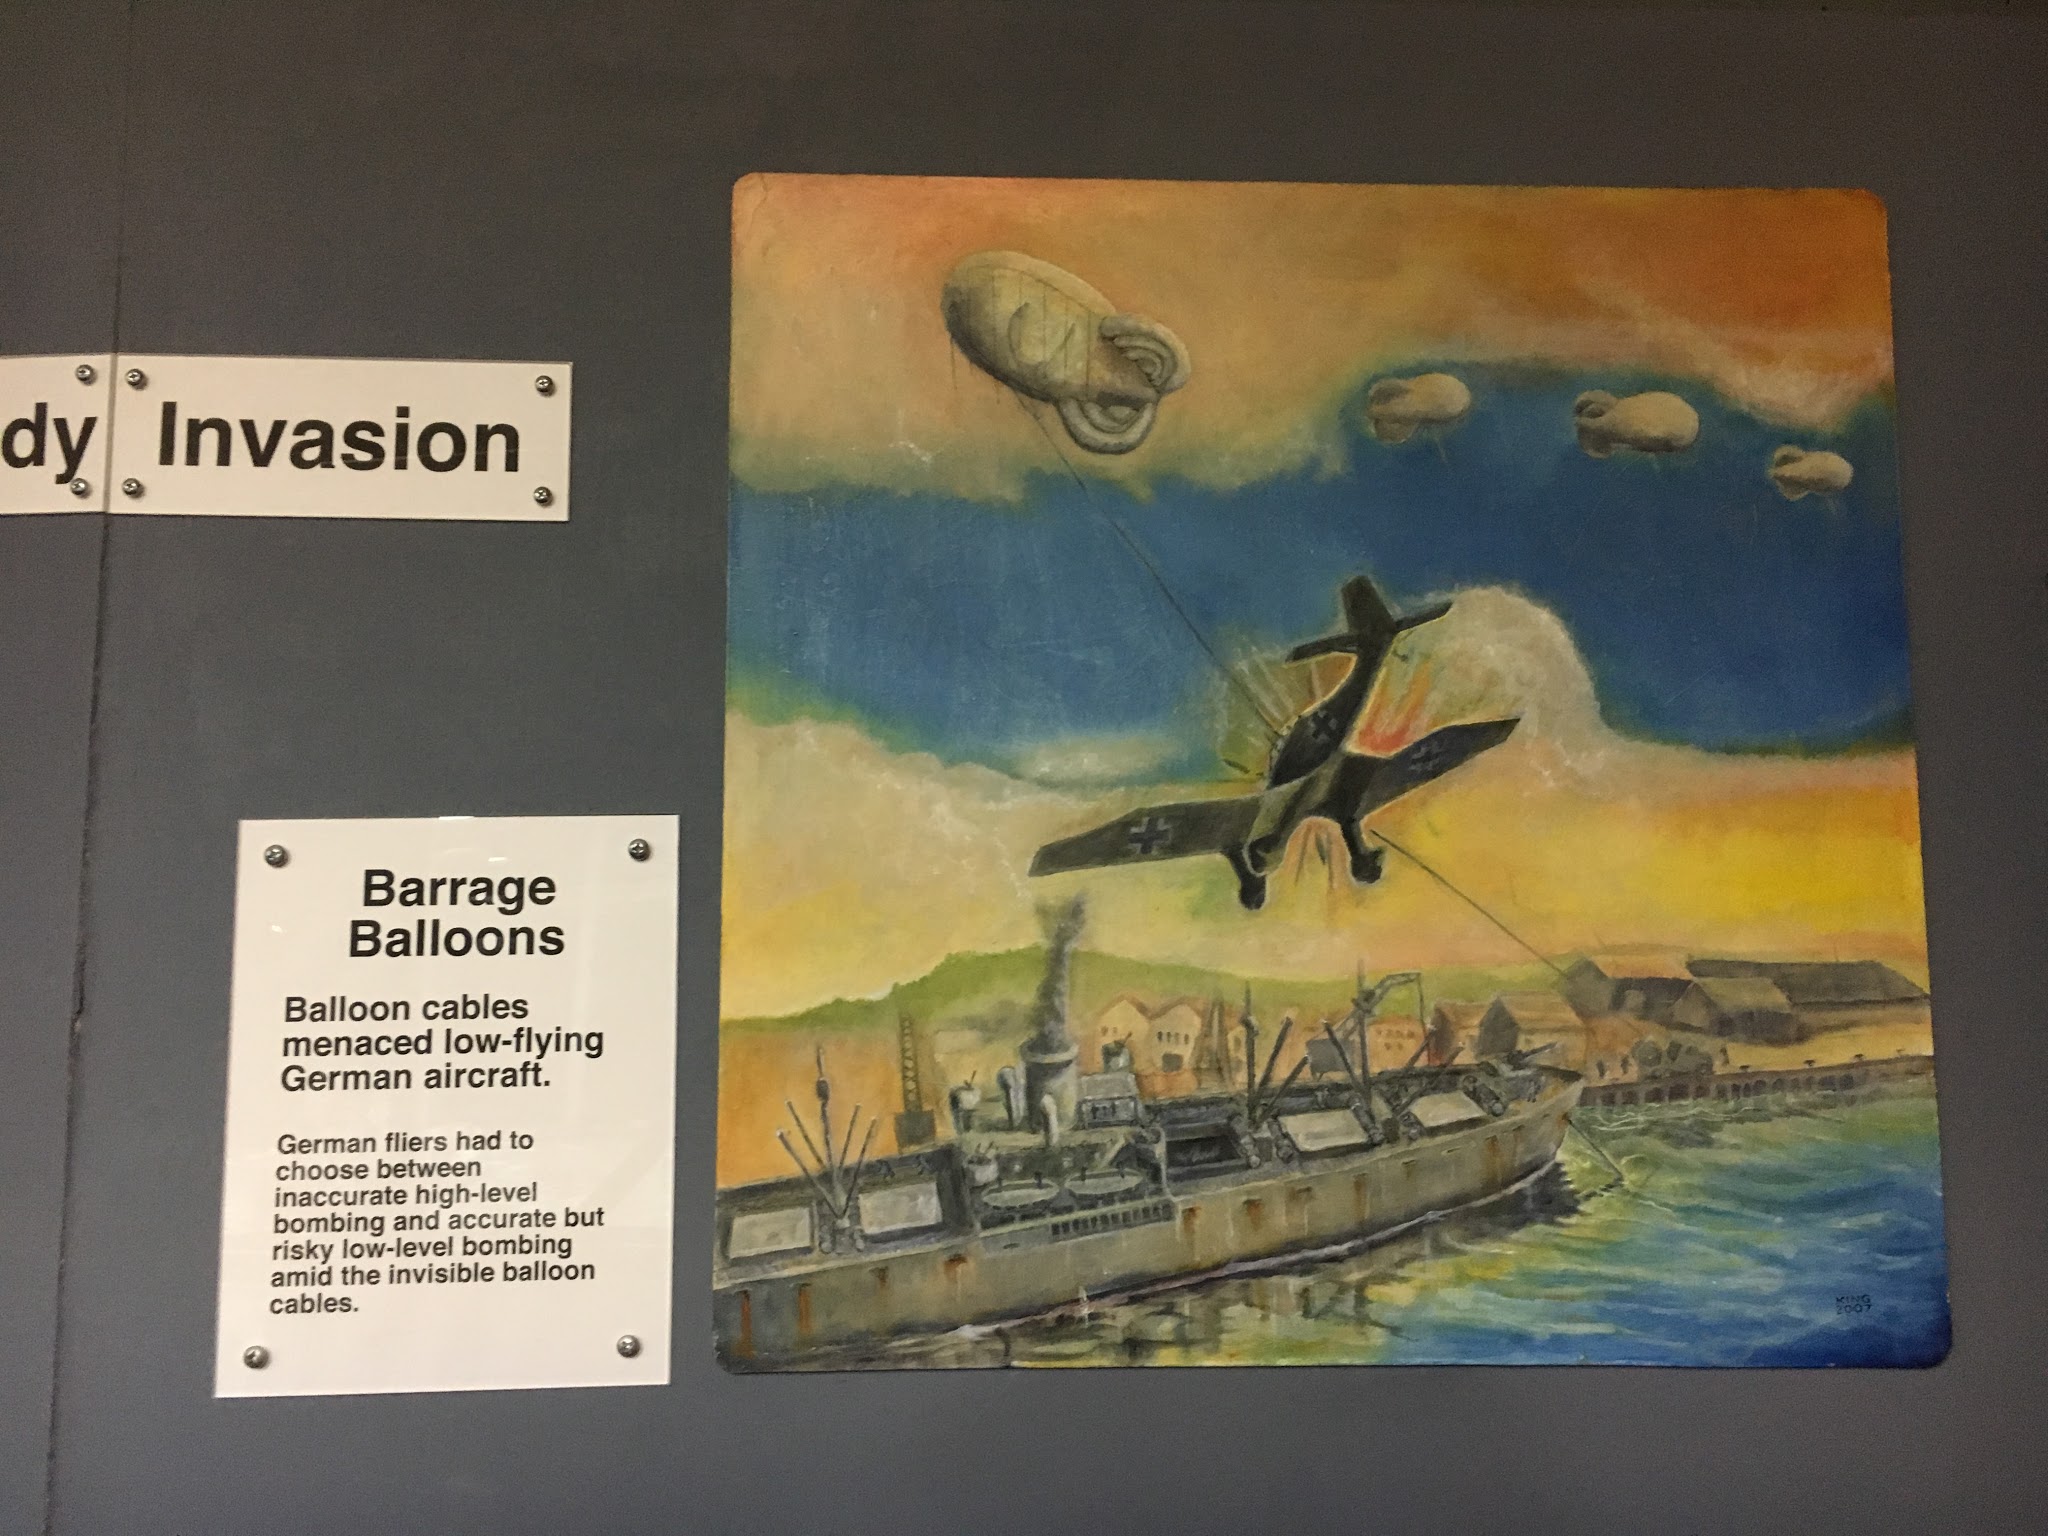 dy Invasion
Barrage
Balloons
Balloon cables
menaced low-flying
German aircraft.
German fliers had to
choose between
inaccurate high-level
bombing and accurate but
risky low-level bombing
amid the invisible balloon
cables.
KING
2007